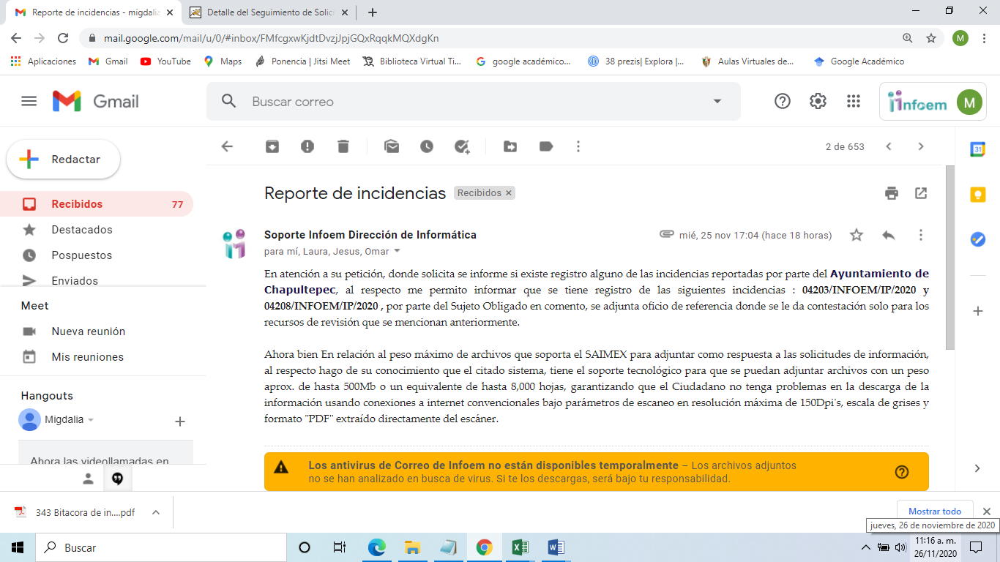 Reporte de incidencias - migdalia
Detalle del Seguimiento de Solici
mail.google.com/mail/u/0/#inbox/FMfcgxwKjdtDvzjJpjGQxRqqkMQXdgKn
M
Aplicaciones
Gmail
YouTube
Maps
Ponencia | Jitsi Meet
Biblioteca Virtual Ti...
google académico...
38 prezis| Explora |...
Aulas Virtuales de...
Google Académico
Gmail
Buscar correo
infoem
M
Redactar
2 de 653
Recibidos 77
Destacados
Pospuestos
Enviados
Meet
Nueva reunión
Mis reuniones
Hangouts
Migdalia
Ahora las videollamadas en
Reporte de incidencias Recibidos ×
Soporte Infoem Dirección de Informática
mié, 25 nov 17:04 (hace 18 horas)
para mí, Laura, Jesus, Omar
En atención a su petición, donde solicita se informe si existe registro alguno de las incidencias reportadas por parte del Ayuntamiento de
Chapultepec, al respecto me permito informar que se tiene registro de las siguientes incidencias : 04203/INFOEM/IP/2020 y
04208/INFOEM/IP/2020 , por parte del Sujeto Obligado en comento, se adjunta oficio de referencia donde se le da contestación solo para los
recursos de revisión que se mencionan anteriormente.
Ahora bien En relación al peso máximo de archivos que soporta el SAIMEX para adjuntar como respuesta a las solicitudes de información,
al respecto hago de su conocimiento que el citado sistema, tiene el soporte tecnológico para que se puedan adjuntar archivos con un peso
aprox. de hasta 500Mb o un equivalente de hasta 8,000 hojas, garantizando que el Ciudadano no tenga problemas en la descarga de la
información usando conexiones a internet convencionales bajo parámetros de escaneo en resolución máxima de 150Dpi's, escala de grises y
formato "PDF" extraído directamente del escáner.
Los antivirus de Correo de Infoem no están disponibles temporalmente – Los archivos adjuntos
no se han analizado en busca de virus. Si te los descargas, será bajo tu responsabilidad.
31
343 Bitacora de in....pdf
Mostrar todo
jueves, 26 de noviembre de 2020
Buscar
11:16 a. m.
26/11/2020